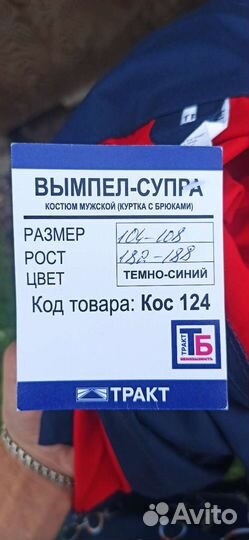 ВЫМПЕЛ-СУПРА
КОСТЮМ МУЖСКОЙ (КУРТКА С БРЮКАМИ)
РАЗМЕР 104-108
РОСТ 182-188
ЦВЕТ ТЕМНО-СИНИЙ
Код товара: Кос 124
ТРАКТ
ТБ
БЕЗОПАСНОСТЬ
ТРАКТ
Avito